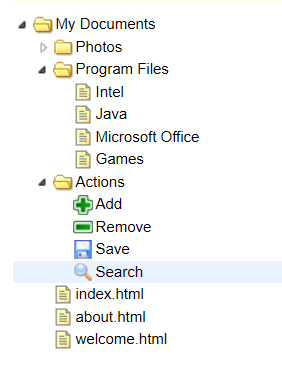 My Documents
Photos
Program Files
Intel
Java
Microsoft Office
Games
Actions
Add
Remove
Save
Search
index.html
about.html
welcome.html